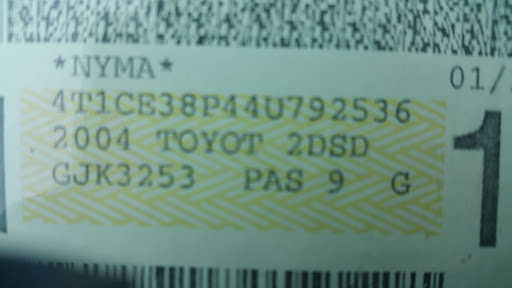 *NYMA*
01/
4T1CE38P44U792536
2004 TOYOT 2DSD
1
GJK3253 PAS 9 G